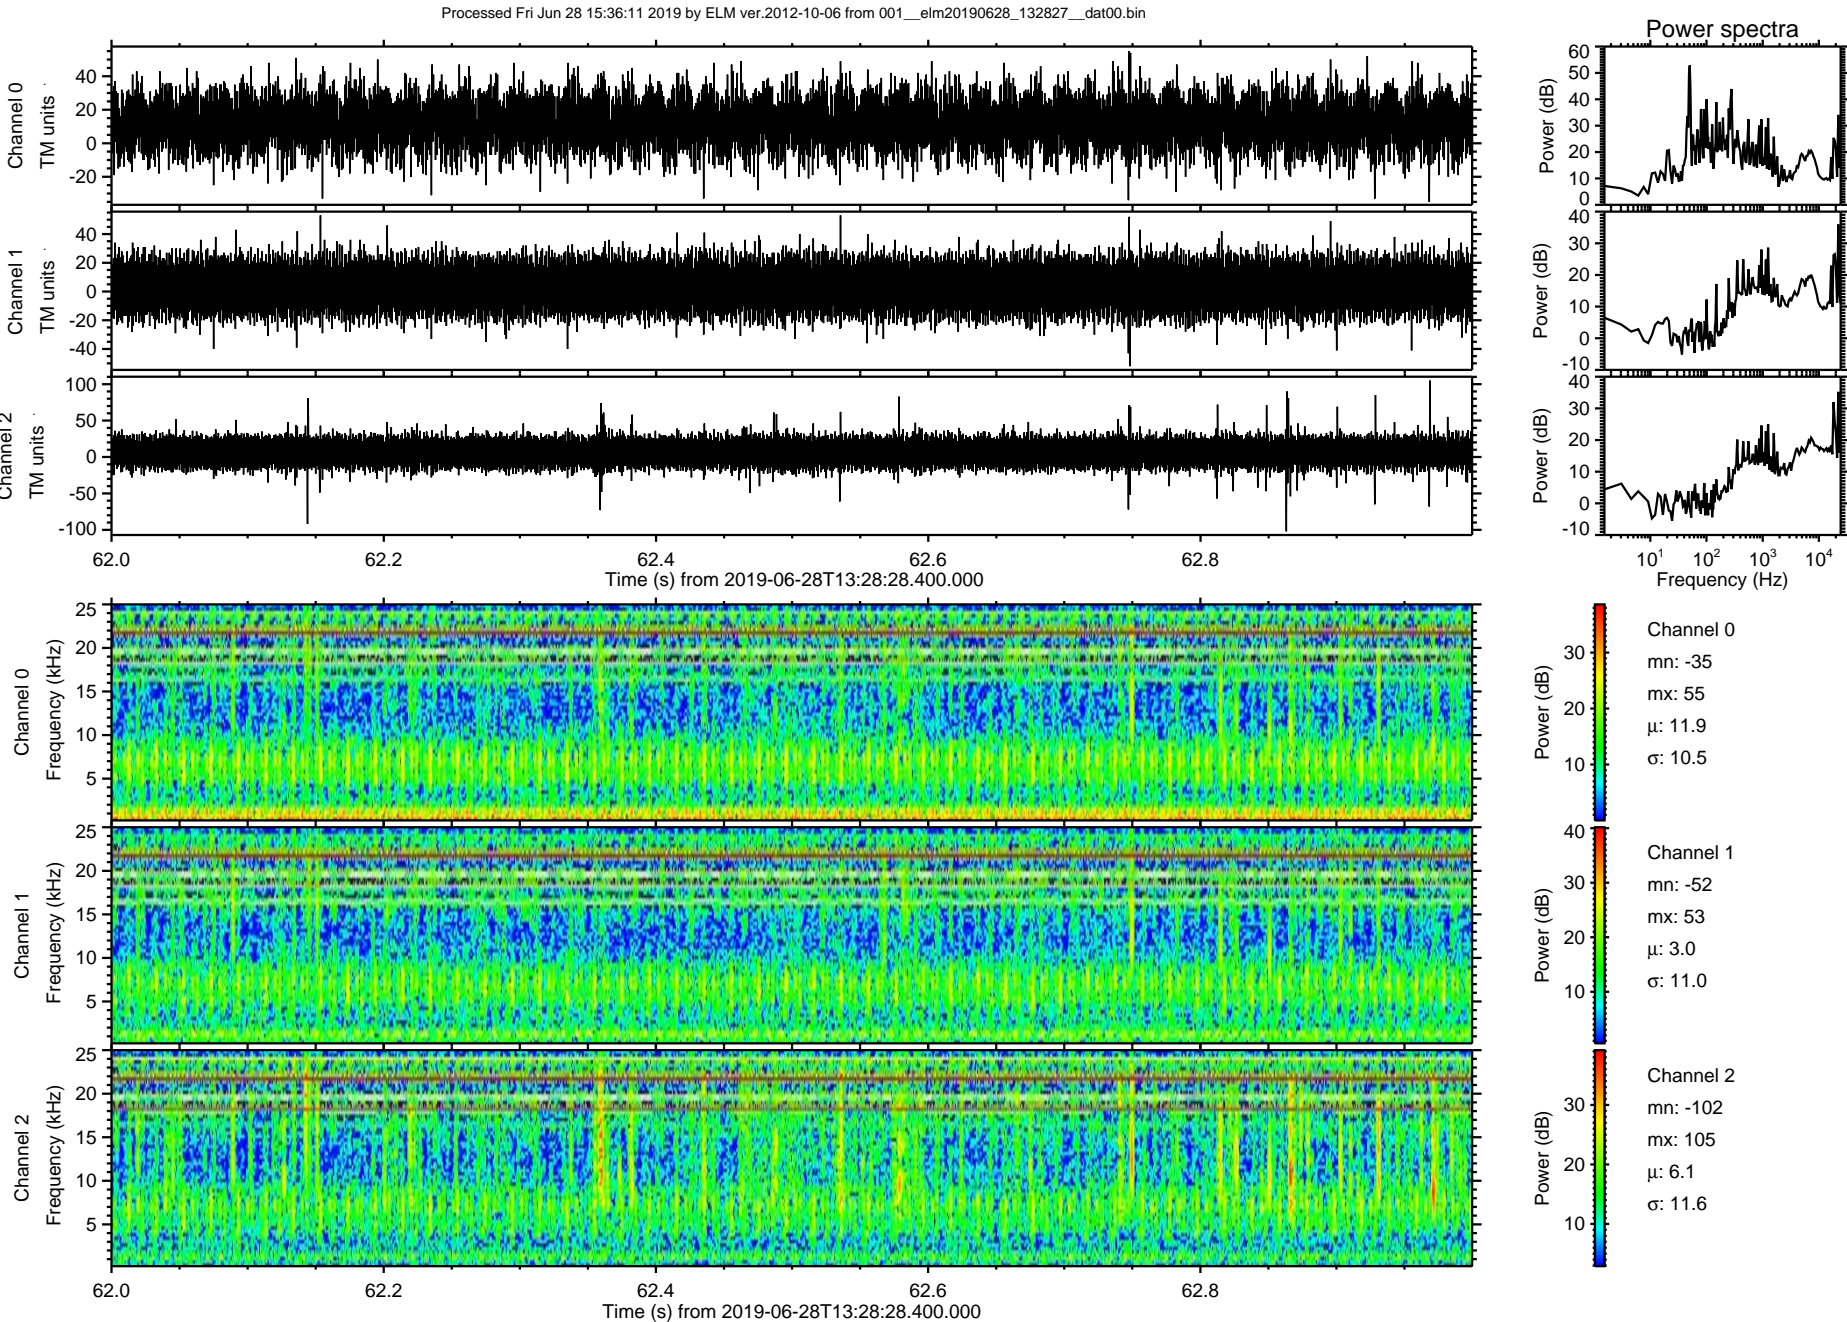 Processed Fri Jun 28 15:36:11 2019 by ELM ver.2012-10-06 from 001__elm20190628_132827__dat00.bin
Power spectra
Channel 0
TM units
40
20
0
-20
Power (dB)
60
50
40
30
20
10
0
Channel 1
TM units
40
20
0
-20
-40
Power (dB)
40
30
20
10
0
-10
Channel 2
TM units
100
50
0
-50
-100
Power (dB)
40
30
20
10
0
-10
62.0 62.2 62.4 62.6 62.8
Time (s) from 2019-06-28T13:28:28.400.000
10^1 10^2 10^3 10^4
Frequency (Hz)
Channel 0
Frequency (kHz)
25
20
15
10
5
Power (dB)
30
20
10
Channel 0
mn: -35
mx: 55
μ: 11.9
σ: 10.5
Channel 1
Frequency (kHz)
25
20
15
10
5
Power (dB)
40
30
20
10
Channel 1
mn: -52
mx: 53
μ: 3.0
σ: 11.0
Channel 2
Frequency (kHz)
25
20
15
10
5
Power (dB)
30
20
10
Channel 2
mn: -102
mx: 105
μ: 6.1
σ: 11.6
62.0 62.2 62.4 62.6 62.8
Time (s) from 2019-06-28T13:28:28.400.000